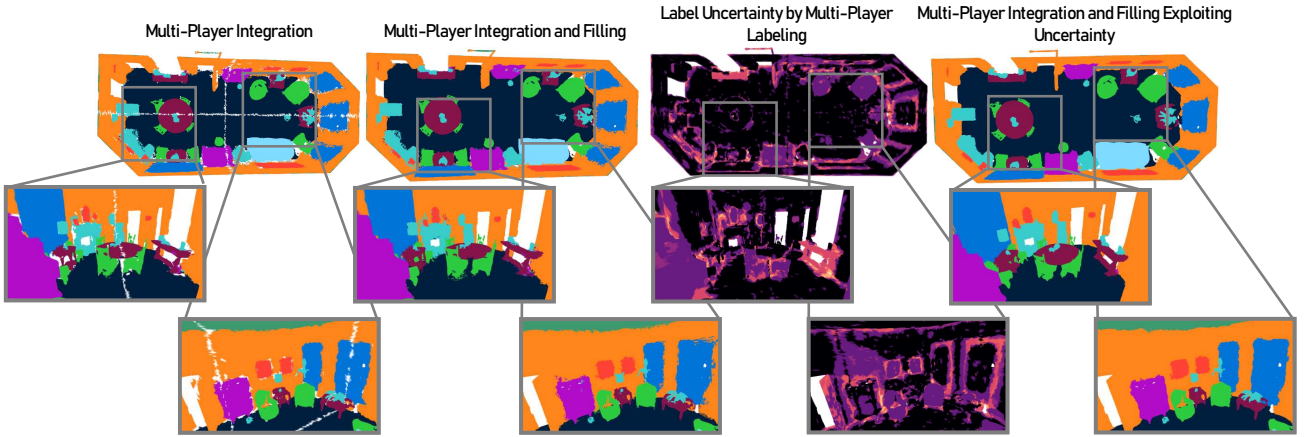 Multi-Player Integration
Multi-Player Integration and Filling
Label Uncertainty by Multi-Player
Labeling
Multi-Player Integration and Filling Exploiting
Uncertainty